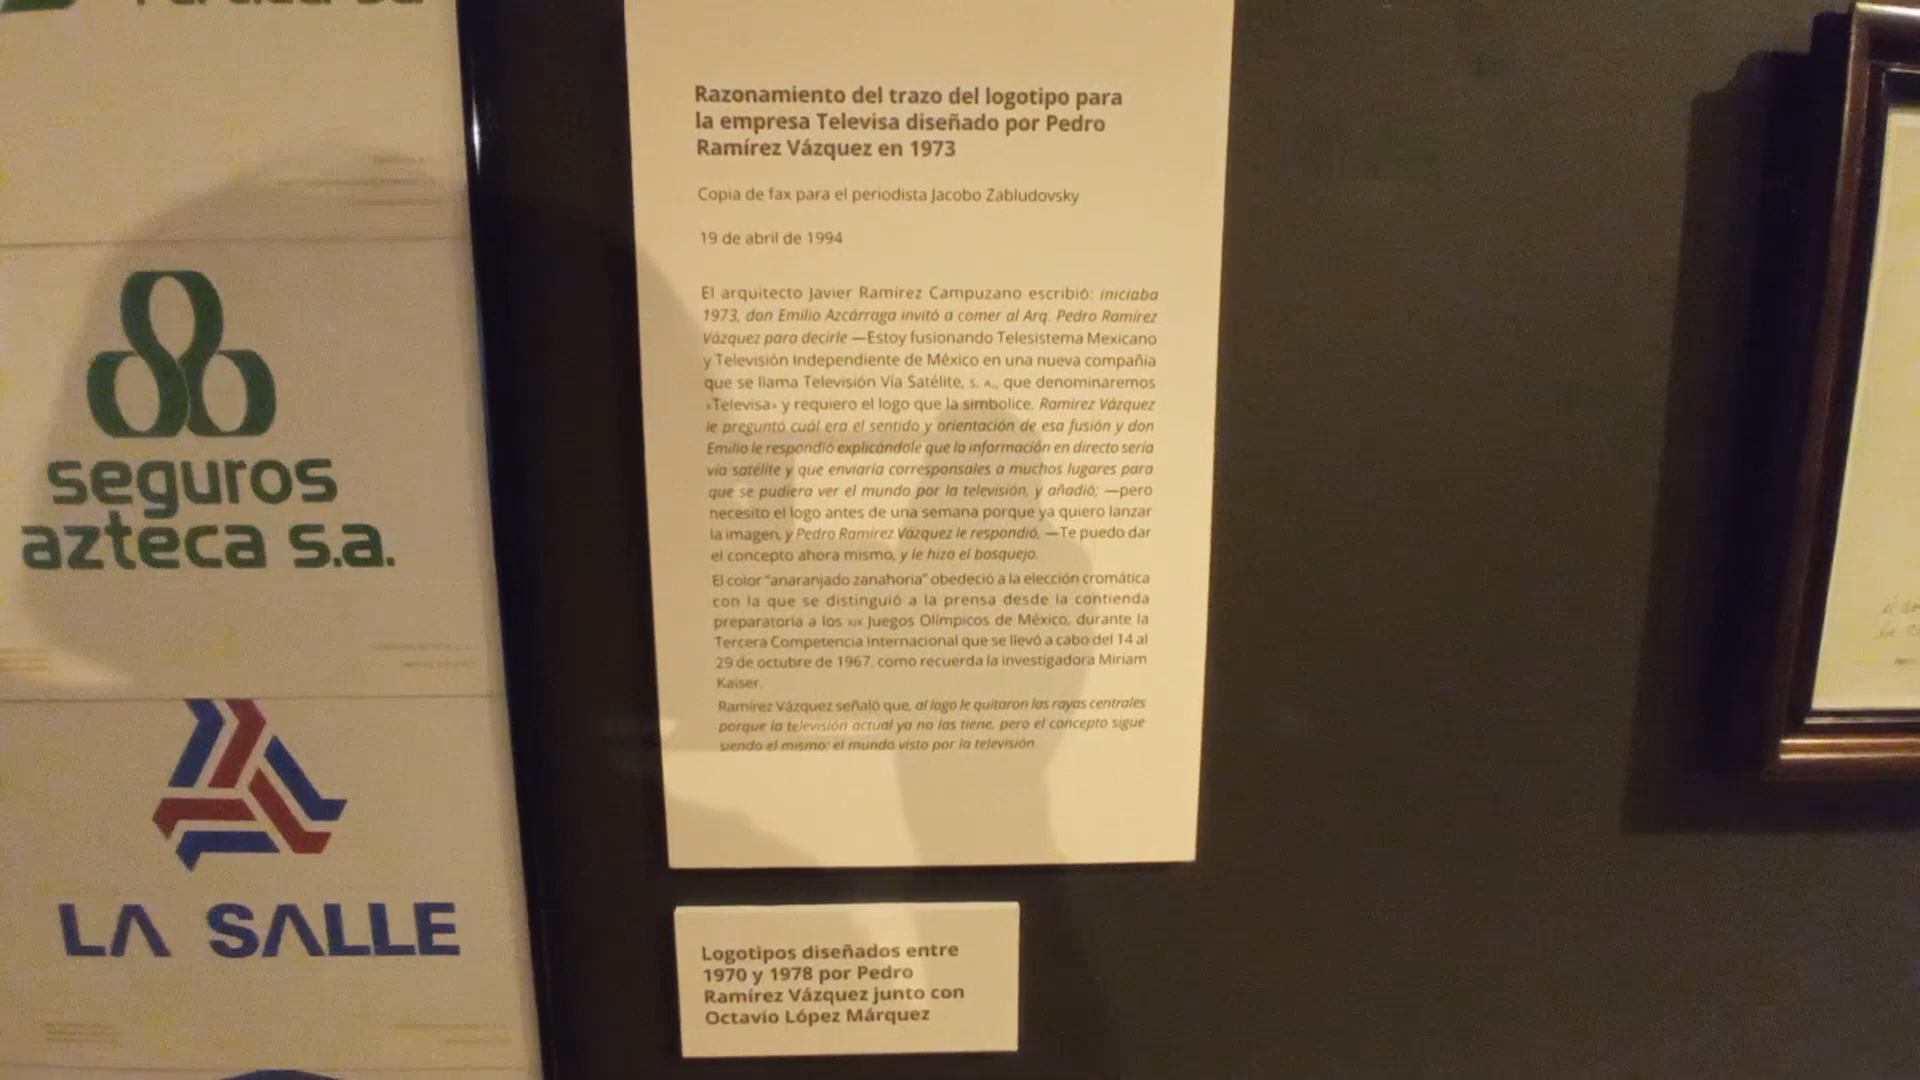 seguros
azteca s.a.
LA SALLE
Razonamiento del trazo del logotipo para
la empresa Televisa diseñado por Pedro
Ramírez Vázquez en 1973
Copia de fax para el periodista Jacobo Zabludovsky
19 de abril de 1994
El arquitecto Javier Ramírez Campuzano escribió: iniciaba
1973, don Emilio Azcárraga invitó a comer al Arq. Pedro Ramírez
Vázquez para decirle —Estoy fusionando Telesistema Mexicano
y Televisión Independiente de México en una nueva compañía
que se llama Televisión Vía Satélite, S. A., que denominaremos
«Televisa» y requiero el logo que la simbolice. Ramírez Vázquez
le preguntó cuál era el sentido y orientación de esa fusión y don
Emilio le respondió explicándole que la información en directo sería
vía satélite y que enviaría corresponsales a muchos lugares para
que se pudiera ver el mundo por la televisión, y añadió; —pero
necesito el logo antes de una semana porque ya quiero lanzar
la imagen, y Pedro Ramírez Vázquez le respondió, —Te puedo dar
el concepto ahora mismo, y le hizo el bosquejo.
El color "anaranjado zanahoria" obedeció a la elección cromática
con la que se distinguió a la prensa desde la contienda
preparatoria a los XIX Juegos Olímpicos de México, durante la
Tercera Competencia Internacional que se llevó a cabo del 14 al
29 de octubre de 1967, como recuerda la investigadora Miriam
Kaiser.
Ramírez Vázquez señaló que, al logo le quitaron las rayas centrales
porque la televisión actual ya no las tiene, pero el concepto sigue
siendo el mismo: el mundo visto por la televisión.
Logotipos diseñados entre
1970 y 1978 por Pedro
Ramírez Vázquez junto con
Octavio López Márquez